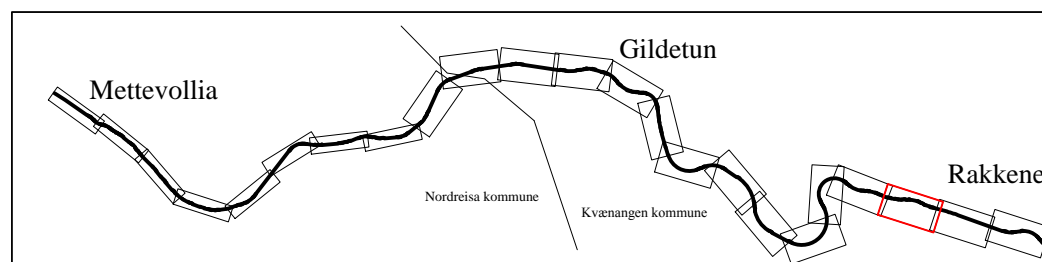 Gildetun
Mettevollia
Rakkene
Nordreisa kommune
Kvænangen kommune